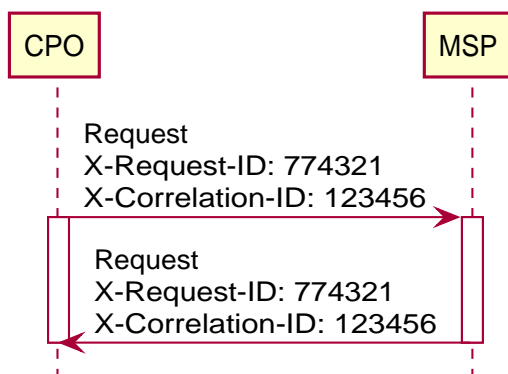 CPO
MSP
Request
X-Request-ID: 774321
X-Correlation-ID: 123456
Request
X-Request-ID: 774321
X-Correlation-ID: 123456